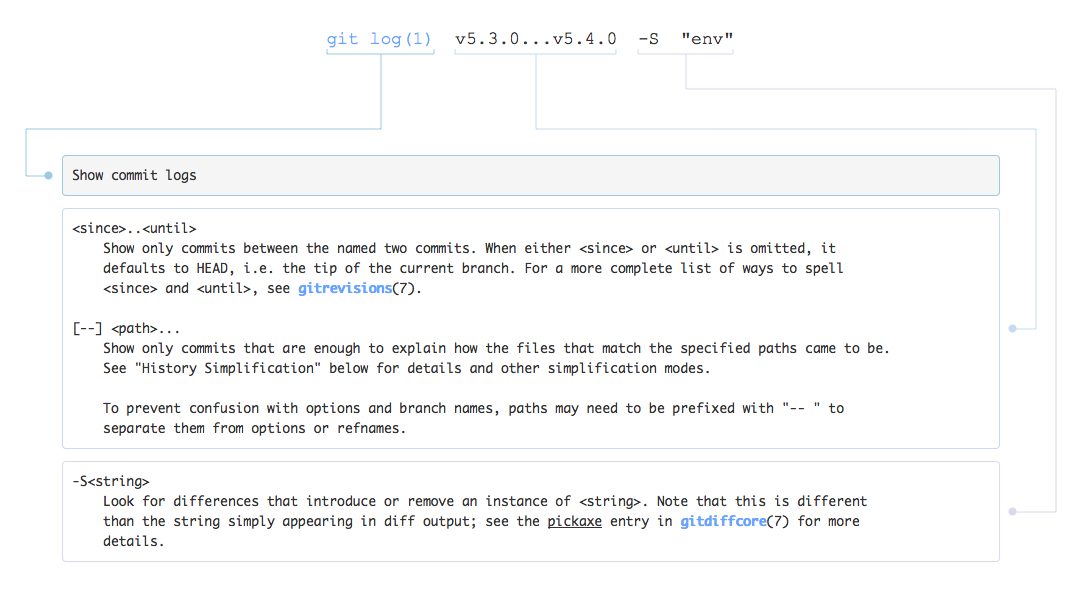 git log(1) v5.3.0...v5.4.0 -S "env"
Show commit logs
<since>..<until>
Show only commits between the named two commits. When either <since> or <until> is omitted, it
defaults to HEAD, i.e. the tip of the current branch. For a more complete list of ways to spell
<since> and <until>, see gitrevisions(7).
[--] <path>...
Show only commits that are enough to explain how the files that match the specified paths came to be.
See "History Simplification" below for details and other simplification modes.
To prevent confusion with options and branch names, paths may need to be prefixed with "-- " to
separate them from options or refnames.
-S<string>
Look for differences that introduce or remove an instance of <string>. Note that this is different
than the string simply appearing in diff output; see the pickaxe entry in gitdiffcore(7) for more
details.